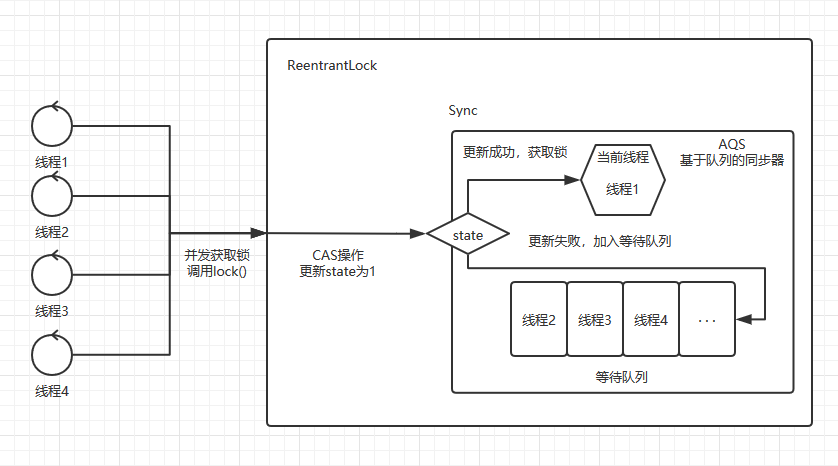 ReentrantLock
Sync
AQS
基于队列的同步器
更新成功，获取锁
当前线程
线程1
线程1
线程2
线程3
线程4
并发获取锁
调用lock()
CAS操作
更新state为1
state
更新失败，加入等待队列
线程2
线程3
线程4
···
等待队列